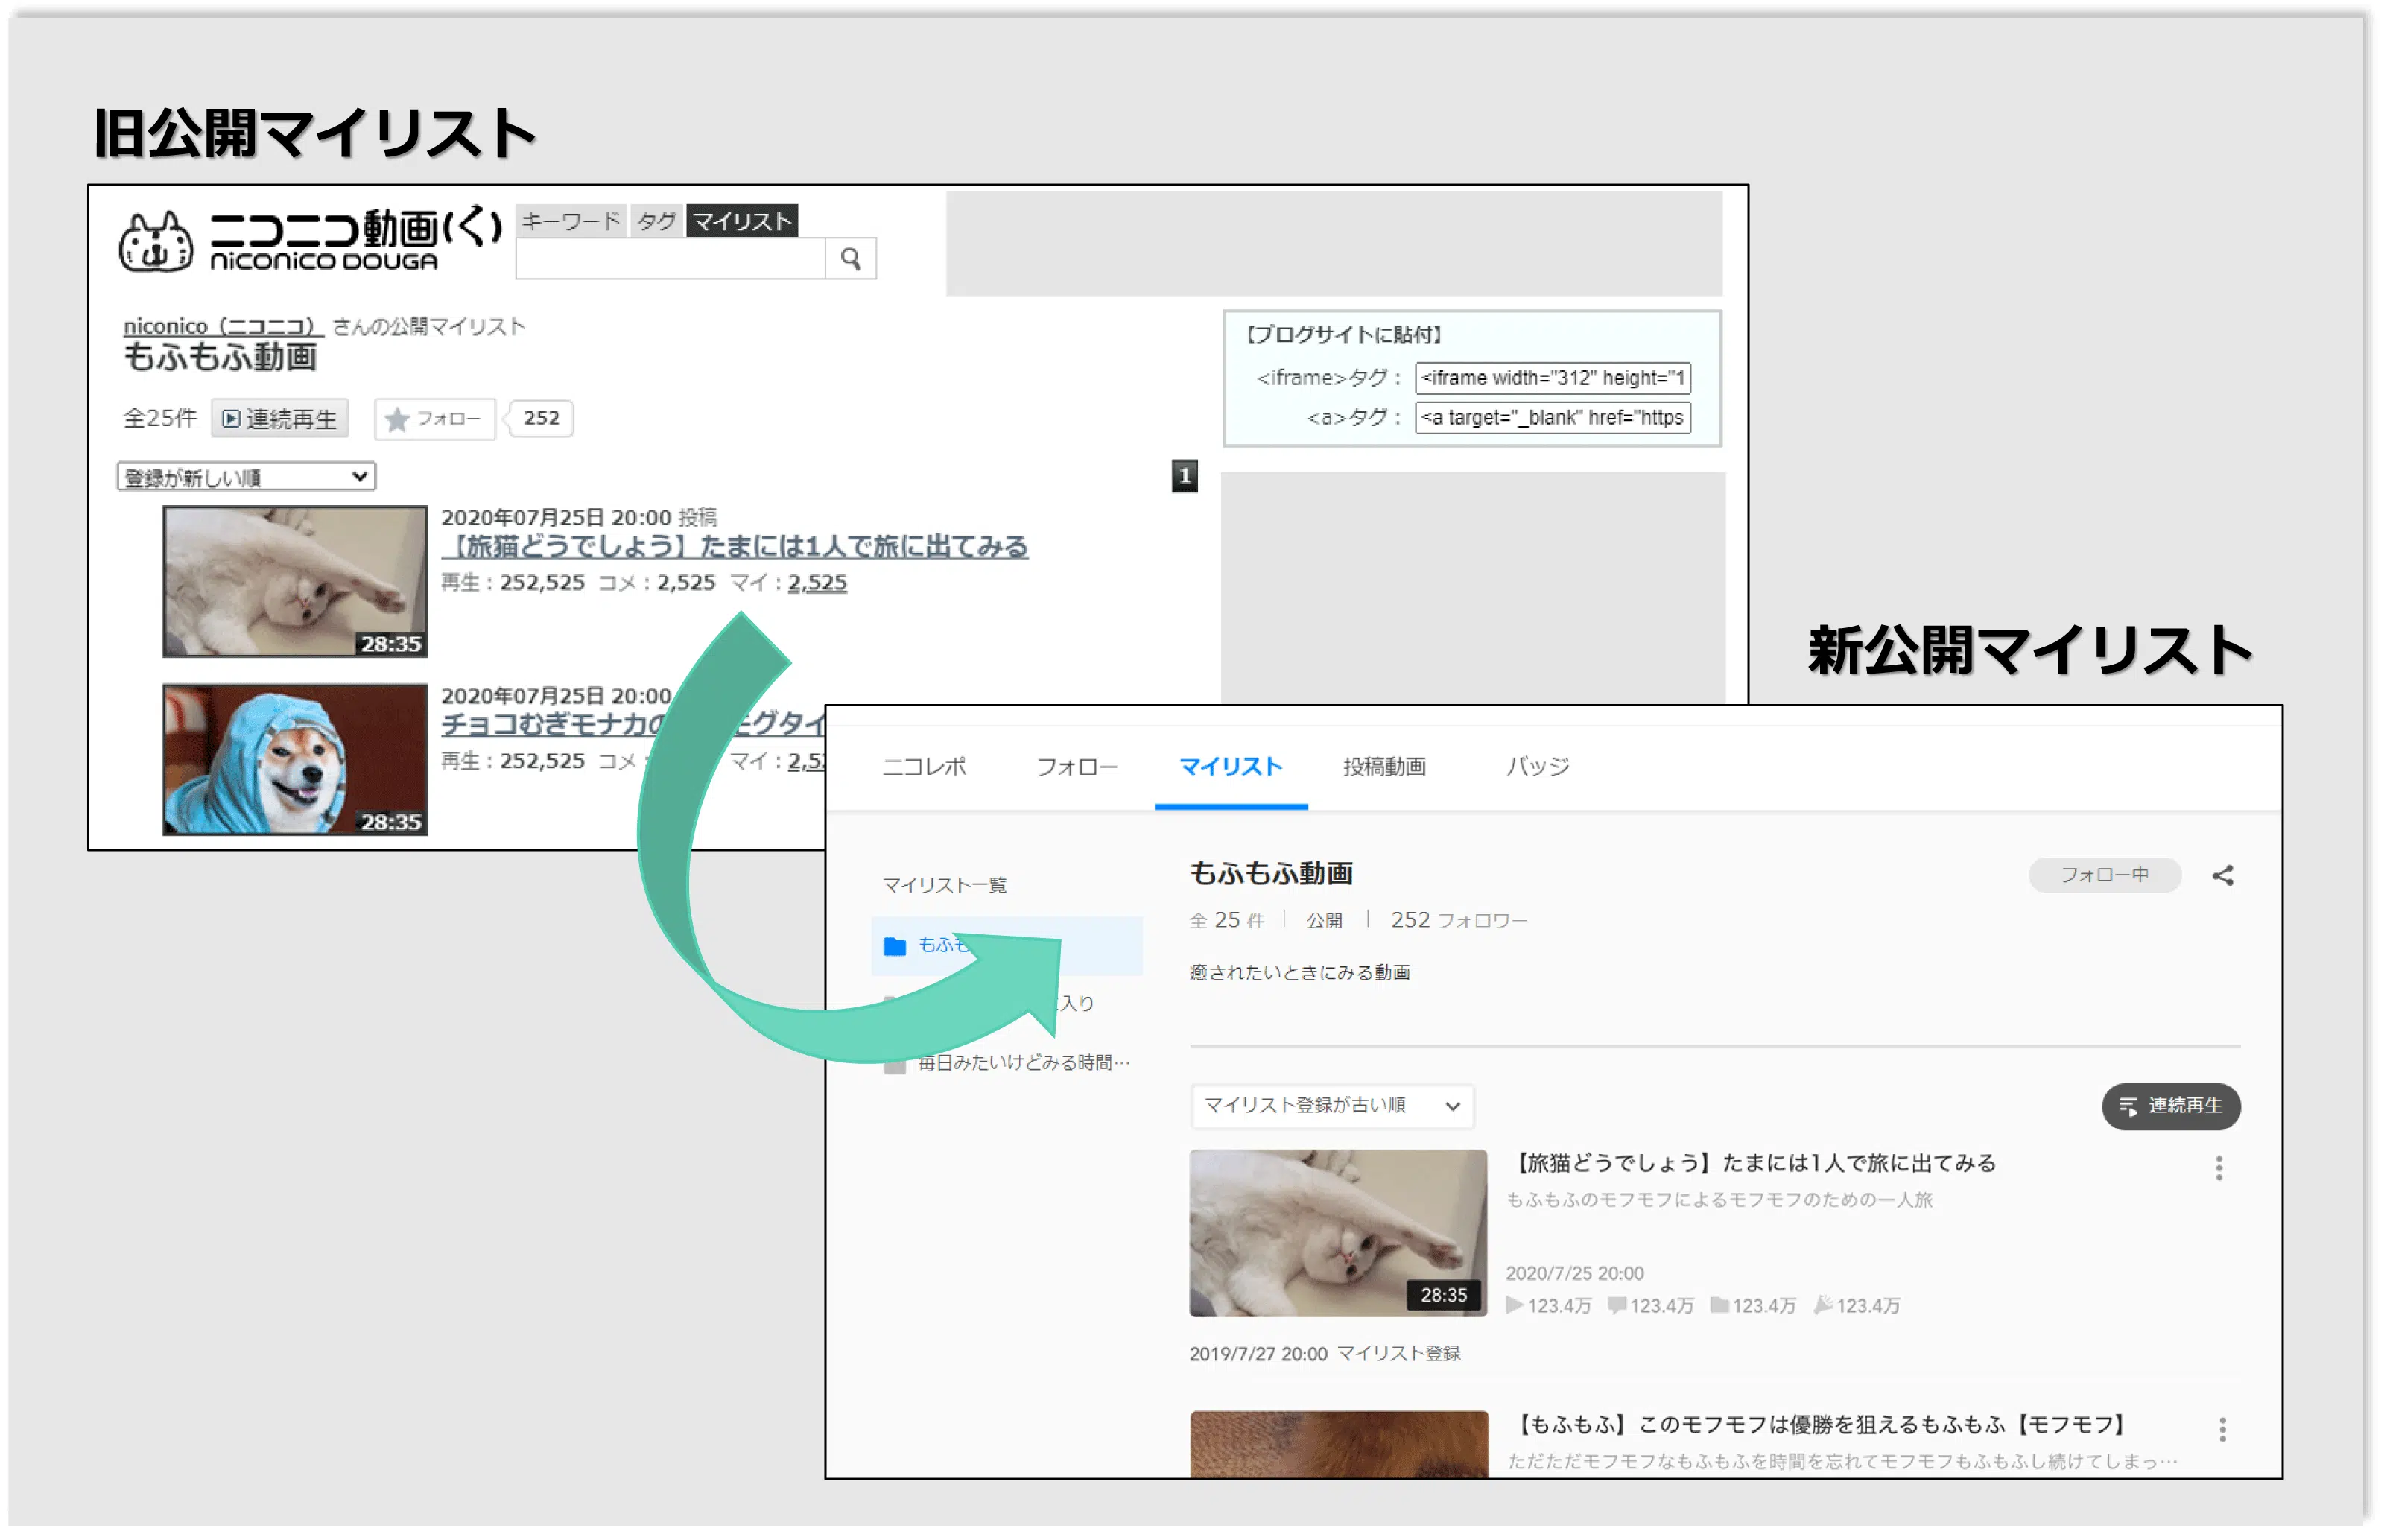 旧公開マイリスト
ニコニコ動画(く)
niconico DOUGA
キーワード タグ マイリスト
niconico（ニコニコ） さんの公開マイリスト
もふもふ動画
全25件 連続再生 フォロー 252
【ブログサイトに貼付】
<iframe>タグ： <iframe width="312" height="1
<a>タグ： <a target="_blank" href="https
登録が新しい順
1
2020年07月25日 20:00 投稿
【旅猫どうでしょう】たまには1人で旅に出てみる
再生：252,525 コメ：2,525 マイ：2,525
28:35
2020年07月25日 20:00
チョコむぎモナカの モグタイ
再生：252,525 コメ： マイ：2,52
28:35
新公開マイリスト
ニコレポ フォロー マイリスト 投稿動画 バッジ
マイリスト一覧
もふも
入り
毎日みたいけどみる時間…
もふもふ動画
フォロー中
全 25 件 公開 252 フォロワー
癒されたいときにみる動画
マイリスト登録が古い順
連続再生
【旅猫どうでしょう】たまには1人で旅に出てみる
もふもふのモフモフによるモフモフのための一人旅
28:35
2020/7/25 20:00
123.4万 123.4万 123.4万 123.4万
2019/7/27 20:00 マイリスト登録
【もふもふ】このモフモフは優勝を狙えるもふもふ【モフモフ】
ただただモフモフなもふもふを時間を忘れてモフモフもふもふし続けてしまっ…